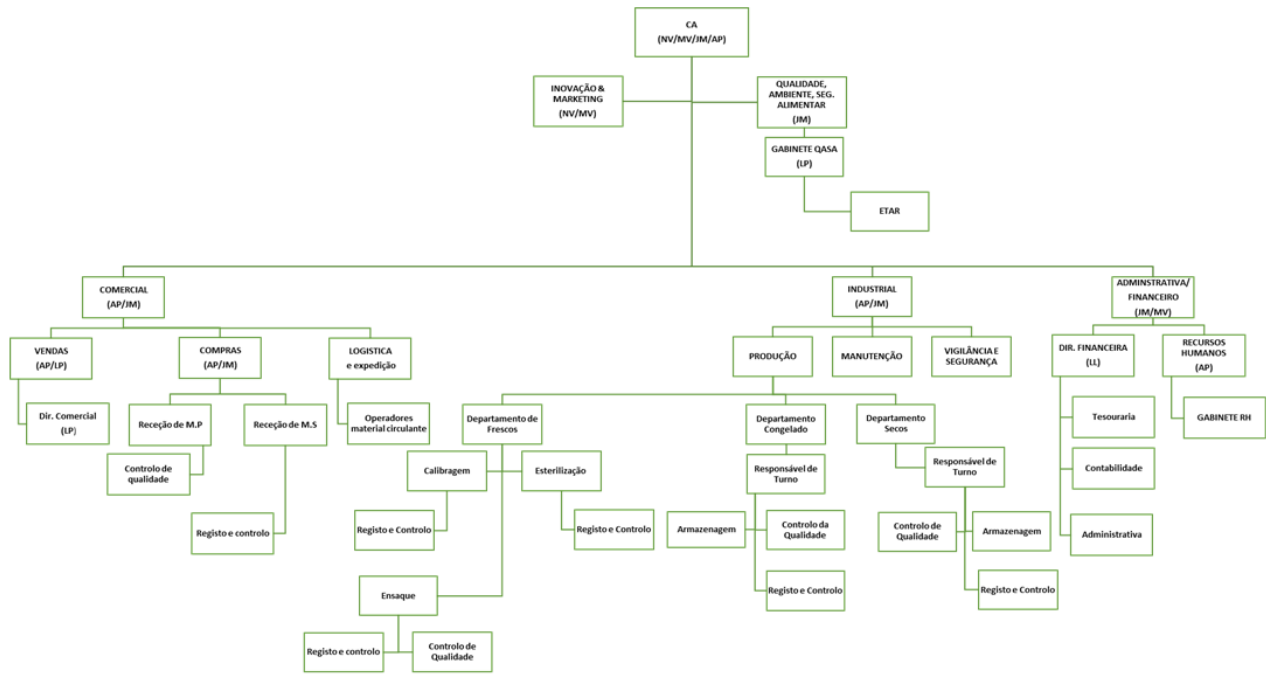 CA
(NV/MV/JM/AP)
INOVAÇÃO &
MARKETING
(NV/MV)
QUALIDADE,
AMBIENTE, SEG.
ALIMENTAR
(JM)
GABINETE QASA
(LP)
ETAR
COMERCIAL
(AP/JM)
INDUSTRIAL
(AP/JM)
ADMINSTRATIVA/
FINANCEIRO
(JM/MV)
VENDAS
(AP/LP)
COMPRAS
(AP/JM)
LOGISTICA
e expedição
PRODUÇÃO
MANUTENÇÃO
VIGILÂNCIA E
SEGURANÇA
DIR. FINANCEIRA
(LL)
RECURSOS
HUMANOS
(AP)
Dir. Comercial
(LP)
Receção de M.P
Receção de M.S
Operadores
material circulante
Departamento de
Frescos
Departamento
Congelado
Departamento
Secos
Tesouraria
GABINETE RH
Controlo de
qualidade
Calibragem
Esterilização
Responsável de
Turno
Responsável de
Turno
Contabilidade
Registo e controlo
Registo e Controlo
Registo e Controlo
Armazenagem
Controlo da
Qualidade
Controlo de
Qualidade
Armazenagem
Administrativa
Ensaque
Registo e Controlo
Registo e Controlo
Registo e controlo
Controlo de
Qualidade